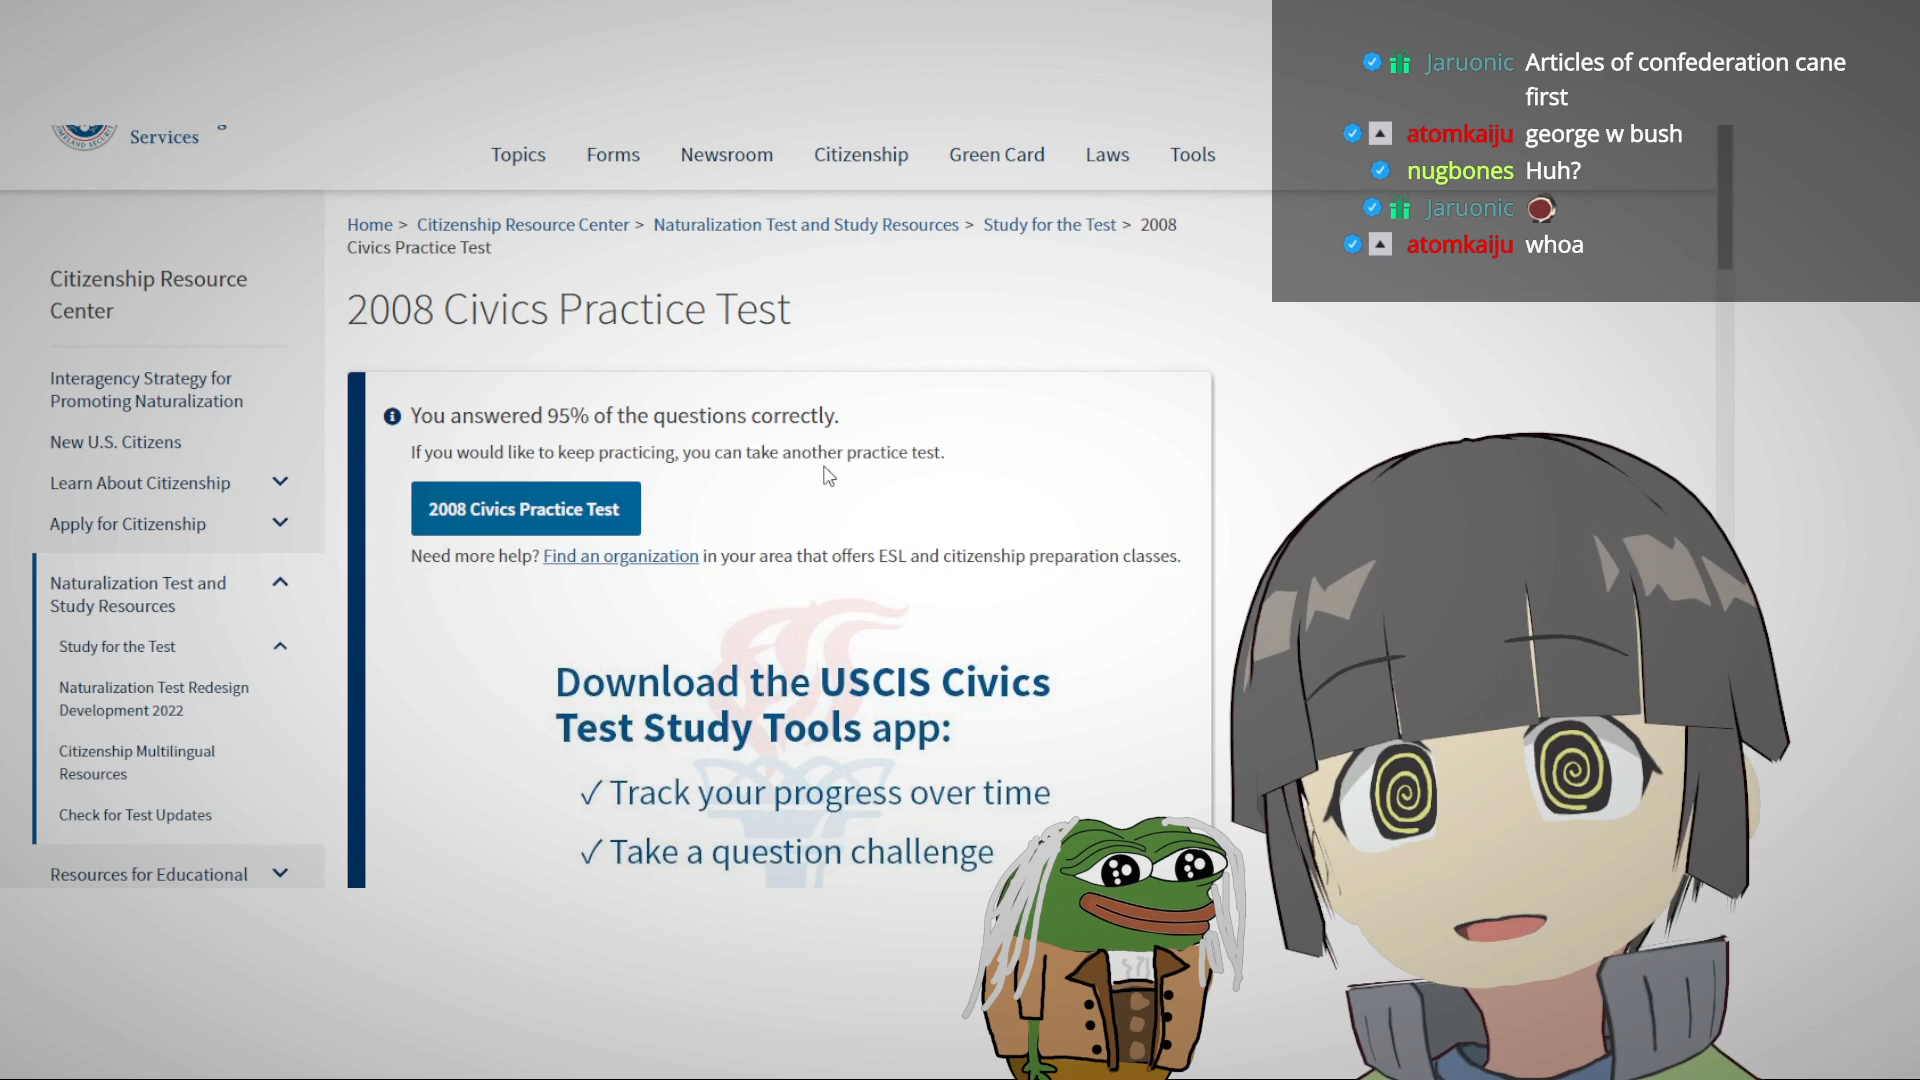 Services
Topics Forms Newsroom Citizenship Green Card Laws Tools
Home > Citizenship Resource Center > Naturalization Test and Study Resources > Study for the Test > 2008
Civics Practice Test
Citizenship Resource
Center
Interagency Strategy for
Promoting Naturalization
New U.S. Citizens
Learn About Citizenship
Apply for Citizenship
Naturalization Test and
Study Resources
Study for the Test
Naturalization Test Redesign
Development 2022
Citizenship Multilingual
Resources
Check for Test Updates
Resources for Educational
2008 Civics Practice Test
You answered 95% of the questions correctly.
If you would like to keep practicing, you can take another practice test.
2008 Civics Practice Test
Need more help? Find an organization in your area that offers ESL and citizenship preparation classes.
Download the USCIS Civics
Test Study Tools app:
✓ Track your progress over time
✓ Take a question challenge
Jaruonic Articles of confederation cane
first
atomkaiju george w bush
nugbones Huh?
Jaruonic
atomkaiju whoa